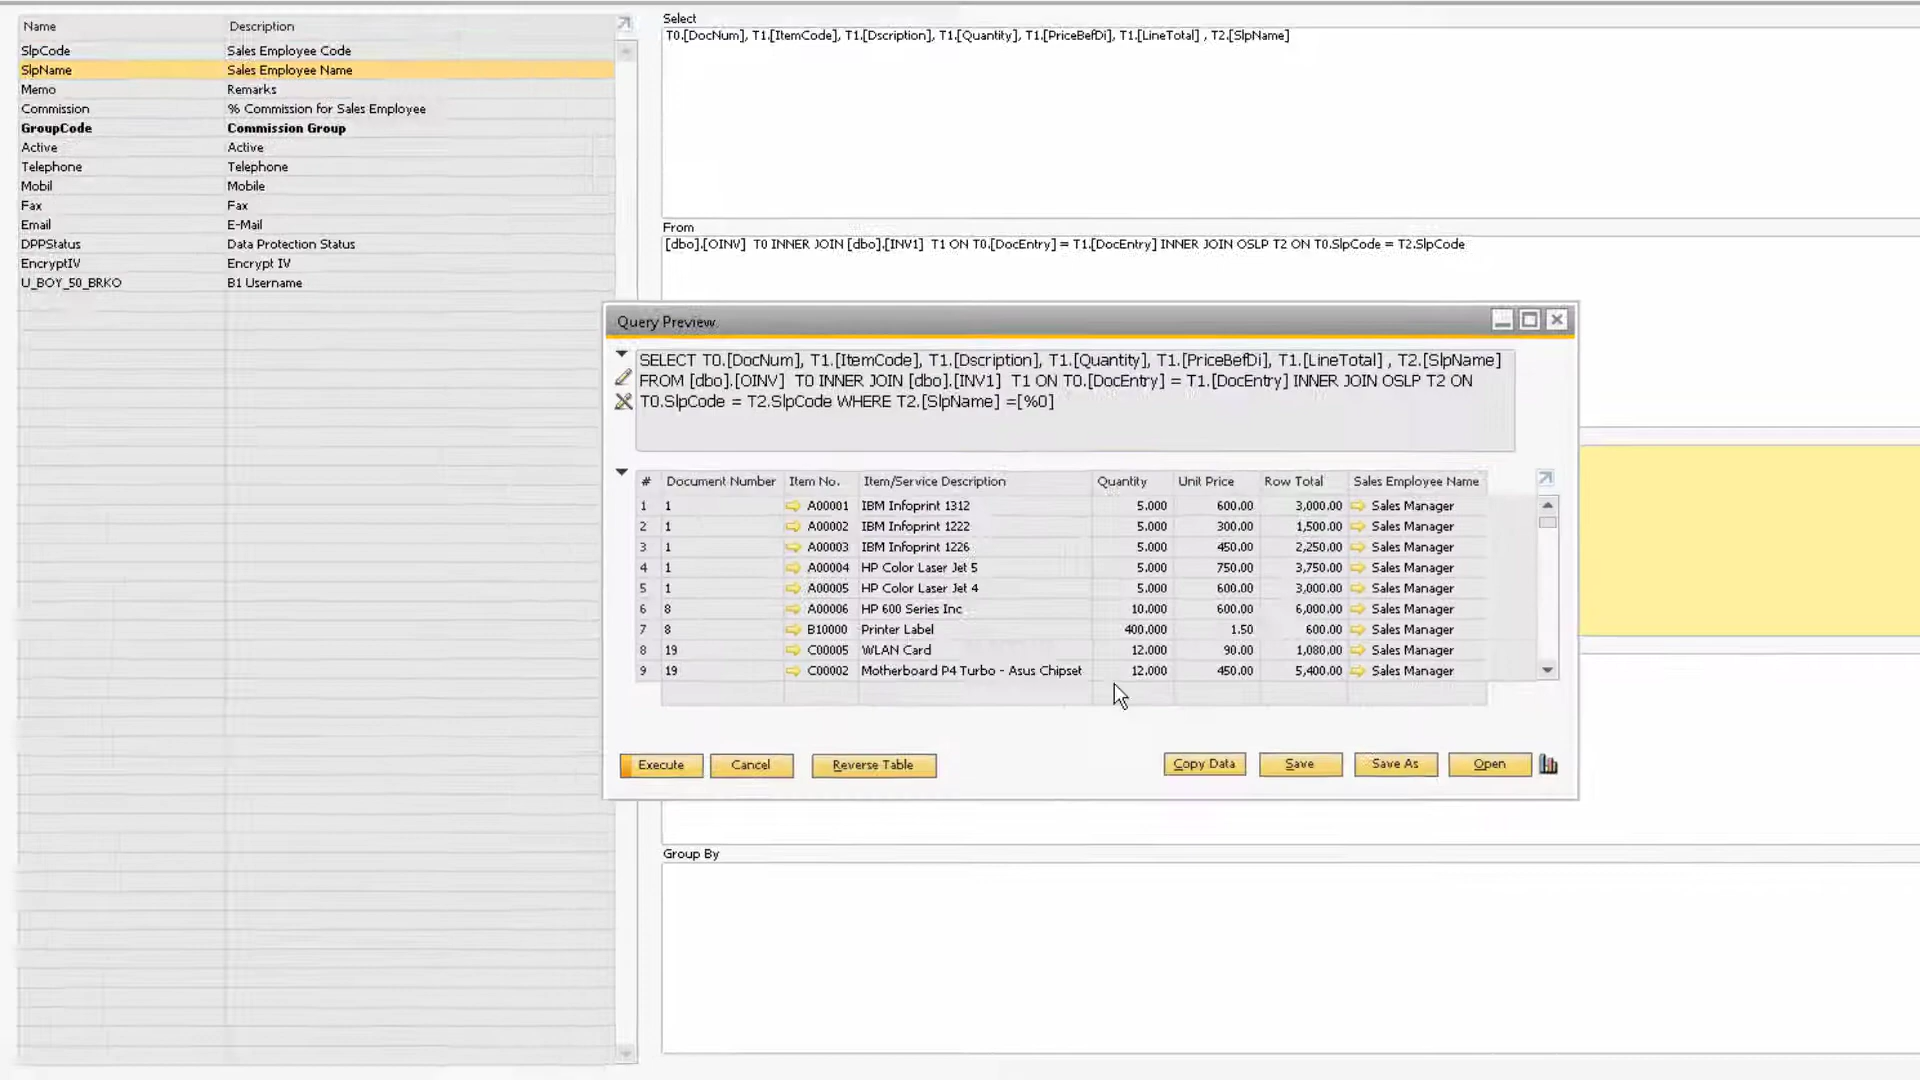 Name Description
SlpCode Sales Employee Code
SlpName Sales Employee Name
Memo Remarks
Commission % Commission for Sales Employee
GroupCode Commission Group
Active Active
Telephone Telephone
Mobil Mobile
Fax Fax
Email E-Mail
DPPStatus Data Protection Status
EncryptIV Encrypt IV
U_BOY_50_BRKO B1 Username
Select
T0.[DocNum], T1.[ItemCode], T1.[Dscription], T1.[Quantity], T1.[PriceBefDi], T1.[LineTotal] , T2.[SlpName]
From
[dbo].[OINV] T0 INNER JOIN [dbo].[INV1] T1 ON T0.[DocEntry] = T1.[DocEntry] INNER JOIN OSLP T2 ON T0.SlpCode = T2.SlpCode
Query Preview
SELECT T0.[DocNum], T1.[ItemCode], T1.[Dscription], T1.[Quantity], T1.[PriceBefDi], T1.[LineTotal] , T2.[SlpName]
FROM [dbo].[OINV] T0 INNER JOIN [dbo].[INV1] T1 ON T0.[DocEntry] = T1.[DocEntry] INNER JOIN OSLP T2 ON
T0.SlpCode = T2.SlpCode WHERE T2.[SlpName] =[%0]
# Document Number Item No. Item/Service Description Quantity Unit Price Row Total Sales Employee Name
1 1 A00001 IBM Infoprint 1312 5.000 600.00 3,000.00 Sales Manager
2 1 A00002 IBM Infoprint 1222 5.000 300.00 1,500.00 Sales Manager
3 1 A00003 IBM Infoprint 1226 5.000 450.00 2,250.00 Sales Manager
4 1 A00004 HP Color Laser Jet 5 5.000 750.00 3,750.00 Sales Manager
5 1 A00005 HP Color Laser Jet 4 5.000 600.00 3,000.00 Sales Manager
6 8 A00006 HP 600 Series Inc 10.000 600.00 6,000.00 Sales Manager
7 8 B10000 Printer Label 400.000 1.50 600.00 Sales Manager
8 19 C00005 WLAN Card 12.000 90.00 1,080.00 Sales Manager
9 19 C00002 Motherboard P4 Turbo - Asus Chipset 12.000 450.00 5,400.00 Sales Manager
Execute Cancel Reverse Table Copy Data Save Save As Open
Group By